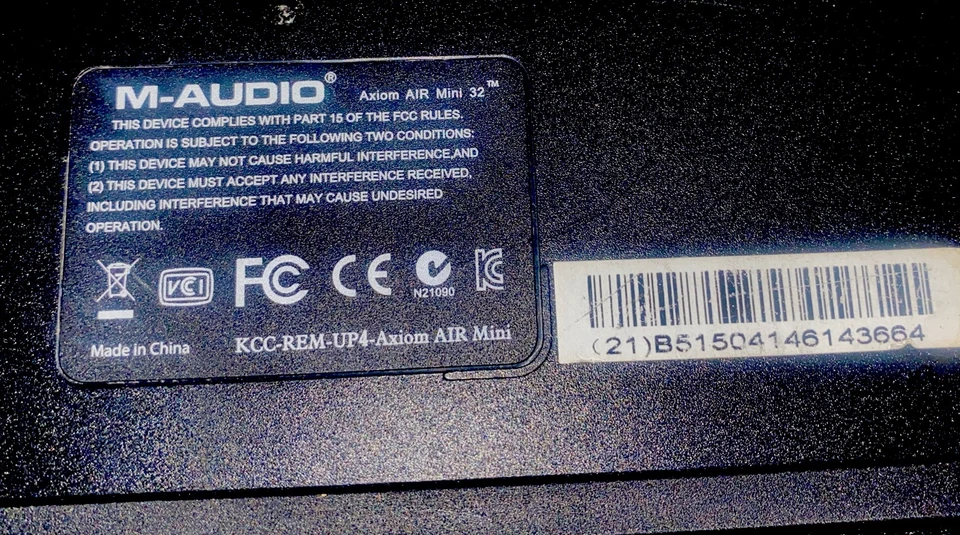 M-AUDIO® Axiom AIR Mini 32™
THIS DEVICE COMPLIES WITH PART 15 OF THE FCC RULES.
OPERATION IS SUBJECT TO THE FOLLOWING TWO CONDITIONS:
(1) THIS DEVICE MAY NOT CAUSE HARMFUL INTERFERENCE,AND
(2) THIS DEVICE MUST ACCEPT ANY INTERFERENCE RECEIVED,
INCLUDING INTERFERENCE THAT MAY CAUSE UNDESIRED
OPERATION.
VCI FC CE N21090 KC
Made in China KCC-REM-UP4-Axiom AIR Mini
(21)B51504146143664